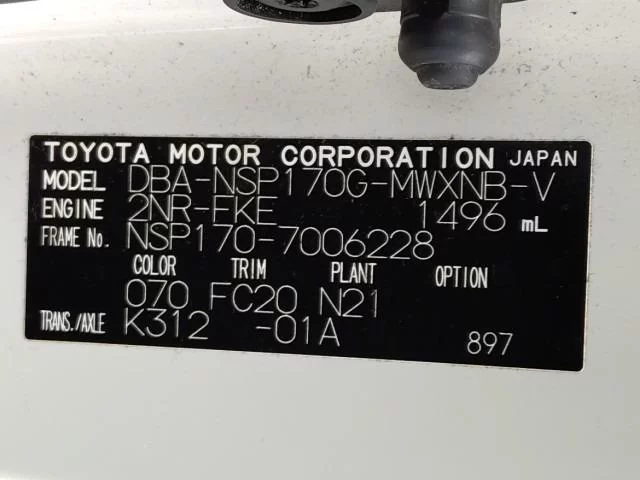 TOYOTA MOTOR CORPORATION JAPAN
MODEL DBA-NSP170G-MWXNB-V
ENGINE 2NR-FKE 1496 mL
FRAME No. NSP170-7006228
COLOR TRIM PLANT OPTION
070 FC20 N21
TRANS./AXLE K312 -01A 897